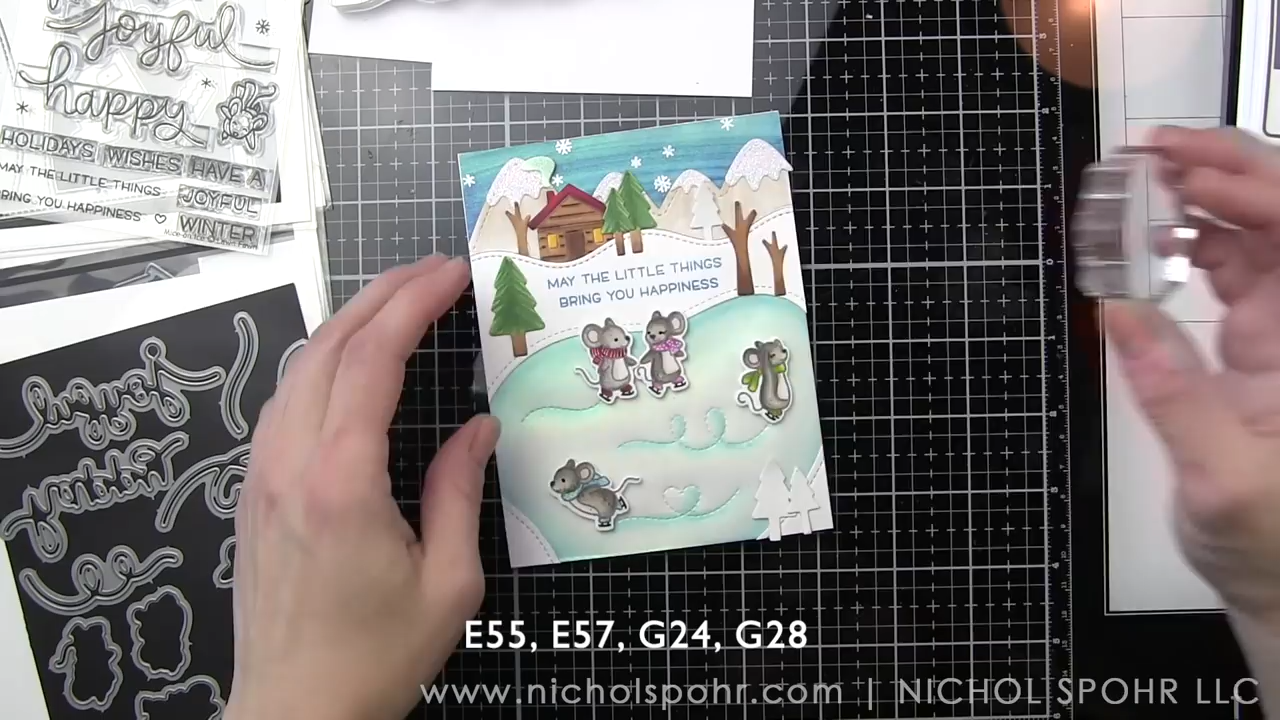 Joyful
happy
HOLIDAYS WISHES HAVE A
MAY THE LITTLE THINGS
JOYFUL
BRING YOU HAPPINESS
WINTER
MAY THE LITTLE THINGS
BRING YOU HAPPINESS
E55, E57, G24, G28
www.nicholspohr.com | NICHOL SPOHR LLC